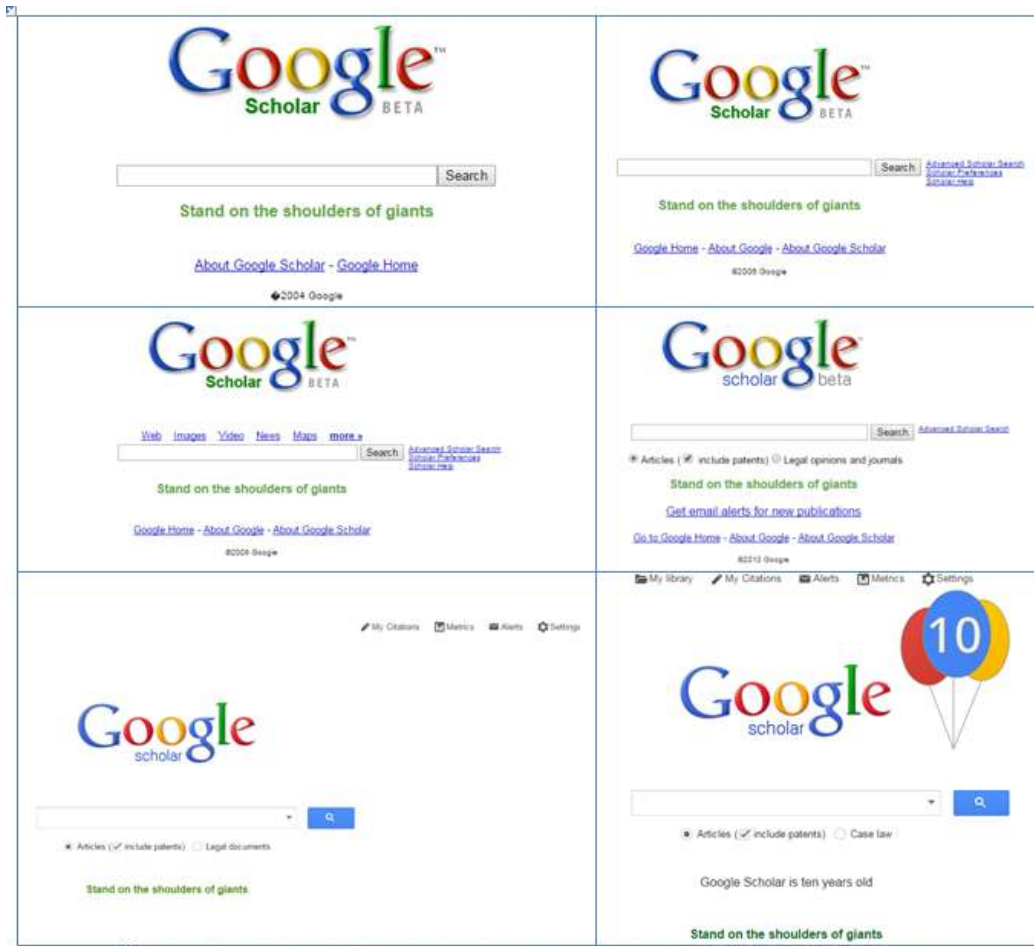 Google™
Scholar BETA
Search
Stand on the shoulders of giants
About Google Scholar - Google Home
�2004 Google
Google™
Scholar BETA
Search
Advanced Scholar Search
Scholar Preferences
Scholar Help
Stand on the shoulders of giants
Google Home - About Google - About Google Scholar
Google
Google™
Scholar BETA
Web Images Video News Maps more »
Search
Advanced Scholar Search
Scholar Preferences
Scholar Help
Stand on the shoulders of giants
Google Home - About Google - About Google Scholar
Google
Google
scholar beta
Search
Advanced Scholar Search
Articles ( include patents) Legal opinions and journals
Stand on the shoulders of giants
Get email alerts for new publications
Go to Google Home - About Google - About Google Scholar
©2012 Google
My Citations Metrics Alerts Settings
Google
scholar
Articles (✓ include patents) Legal documents
Stand on the shoulders of giants
My library My Citations Alerts Metrics Settings
10
Google
scholar
Articles (✓ include patents) Case law
Google Scholar is ten years old
Stand on the shoulders of giants